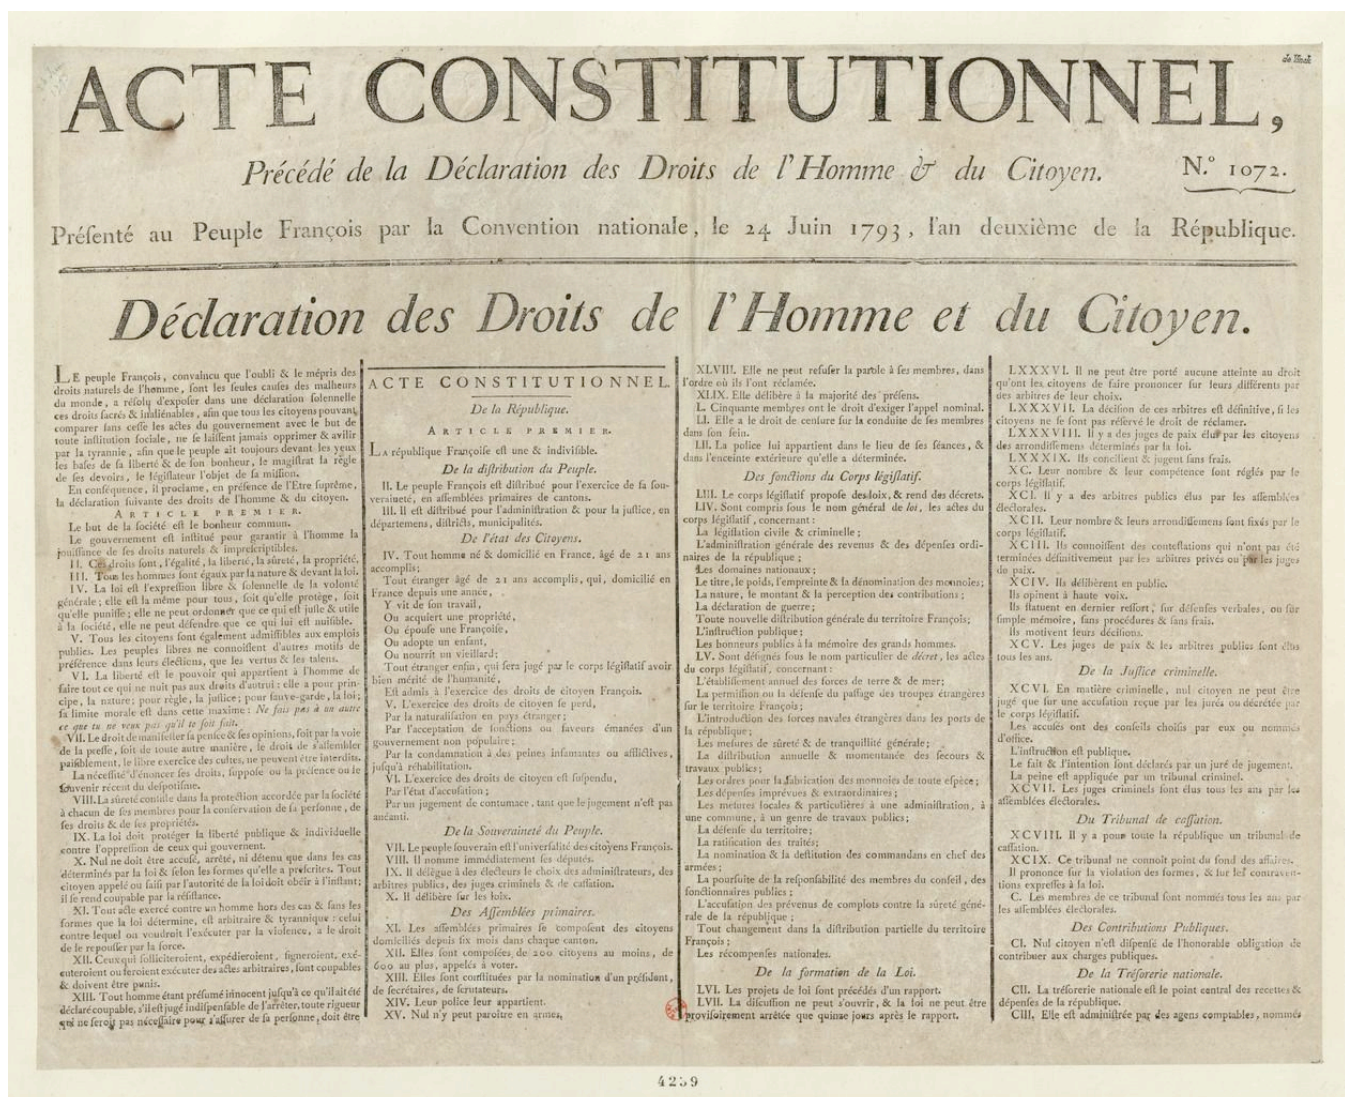 de Vinck
ACTE CONSTITUTIONNEL,
Précédé de la Déclaration des Droits de l'Homme & du Citoyen. N.° 1072.
Préſenté au Peuple François par la Convention nationale, le 24 Juin 1793, l'an deuxième de la République.
Déclaration des Droits de l'Homme et du Citoyen.
LE peuple François, convaincu que l'oubli & le mépris des
droits naturels de l'homme, ſont les ſeules cauſes des malheurs
du monde, a réſolu d'expoſer dans une déclaration ſolennelle
ces droits ſacrés & inaliénables, afin que tous les citoyens pouvant
comparer ſans ceſſe les actes du gouvernement avec le but de
toute inſtitution ſociale, ne ſe laiſſent jamais opprimer & avilir
par la tyrannie, afin que le peuple ait toujours devant les yeux
les baſes de ſa liberté & de ſon bonheur, le magiſtrat la règle
de ſes devoirs, le légiſlateur l'objet de ſa miſſion.
En conſéquence, il proclame, en préſence de l'Être ſuprême,
la déclaration ſuivante des droits de l'homme & du citoyen.
ARTICLE PREMIER.
Le but de la ſociété eſt le bonheur commun.
Le gouvernement eſt inſtitué pour garantir à l'homme la
jouiſſance de ſes droits naturels & impreſcriptibles.
II. Ces droits ſont, l'égalité, la liberté, la ſûreté, la propriété.
III. Tous les hommes ſont égaux par la nature & devant la loi.
IV. La loi eſt l'expreſſion libre & ſolennelle de la volonté
générale; elle eſt la même pour tous, ſoit qu'elle protège, ſoit
qu'elle puniſſe; elle ne peut ordonner que ce qui eſt juſte & utile
à la ſociété, elle ne peut défendre que ce qui lui eſt nuiſible.
V. Tous les citoyens ſont également admiſſibles aux emplois
publics. Les peuples libres ne connoiſſent d'autres motifs de
préférence dans leurs élections, que les vertus & les talens.
VI. La liberté eſt le pouvoir qui appartient à l'homme de
faire tout ce qui ne nuit pas aux droits d'autrui: elle a pour prin-
cipe, la nature; pour règle, la juſtice; pour ſauve-garde, la loi;
ſa limite morale eſt dans cette maxime: Ne fais pas à un autre
ce que tu ne veux pas qu'il te ſoit fait.
VII. Le droit de manifeſter ſa penſée & ſes opinions, ſoit par la voie
de la preſſe, ſoit de toute autre manière, le droit de s'aſſembler
paiſiblement, le libre exercice des cultes, ne peuvent être interdits.
La néceſſité d'énoncer ſes droits, ſuppoſe ou la préſence ou le
ſouvenir récent du deſpotiſme.
VIII. La ſûreté conſiſte dans la protection accordée par la ſociété
à chacun de ſes membres pour la conſervation de ſa perſonne, de
ſes droits & de ſes propriétés.
IX. La loi doit protéger la liberté publique & individuelle
contre l'oppreſſion de ceux qui gouvernent.
X. Nul ne doit être accuſé, arrêté, ni détenu que dans les cas
déterminés par la loi & ſelon les formes qu'elle a preſcrites. Tout
citoyen appelé ou ſaiſi par l'autorité de la loi doit obéir à l'inſtant;
il ſe rend coupable par la réſiſtance.
XI. Tout acte exercé contre un homme hors des cas & ſans les
formes que la loi détermine, eſt arbitraire & tyrannique: celui
contre lequel on voudroit l'exécuter par la violence, a le droit
de le repouſſer par la force.
XII. Ceux qui ſolliciteroient, expédieroient, ſigneroient, exé-
cuteroient ou feroient exécuter des actes arbitraires, ſont coupables
& doivent être punis.
XIII. Tout homme étant préſumé innocent juſqu'à ce qu'il ait été
déclaré coupable, s'il eſt jugé indiſpenſable de l'arrêter, toute rigueur
qui ne ſeroit pas néceſſaire pour s'aſſurer de ſa perſonne, doit être
ACTE CONSTITUTIONNEL.
De la République.
ARTICLE PREMIER.
LA république Françoiſe eſt une & indiviſible.
De la diſtribution du Peuple.
II. Le peuple François eſt diſtribué pour l'exercice de ſa ſou-
veraineté, en aſſemblées primaires de cantons.
III. Il eſt diſtribué pour l'adminiſtration & pour la juſtice, en
départemens, diſtricts, municipalités.
De l'état des Citoyens.
IV. Tout homme né & domicilié en France, âgé de 21 ans
accomplis;
Tout étranger âgé de 21 ans accomplis, qui, domicilié en
France depuis une année,
Y vit de ſon travail,
Ou acquiert une propriété,
Ou épouſe une Françoiſe,
Ou adopte un enfant,
Ou nourrit un vieillard;
Tout étranger enfin, qui ſera jugé par le corps légiſlatif avoir
bien mérité de l'humanité,
Eſt admis à l'exercice des droits de citoyen François.
V. L'exercice des droits de citoyen ſe perd,
Par la naturaliſation en pays étranger;
Par l'acceptation de fonctions ou faveurs émanées d'un
gouvernement non populaire;
Par la condamnation à des peines infamantes ou afflictives,
juſqu'à réhabilitation.
VI. L'exercice des droits de citoyen eſt ſuſpendu,
Par l'état d'accuſation;
Par un jugement de contumace, tant que le jugement n'eſt pas
anéanti.
De la Souveraineté du Peuple.
VII. Le peuple ſouverain eſt l'univerſalité des citoyens François.
VIII. Il nomme immédiatement ſes députés.
IX. Il délègue à des électeurs le choix des adminiſtrateurs, des
arbitres publics, des juges criminels & de caſſation.
X. Il délibère ſur les loix.
Des Aſſemblées primaires.
XI. Les aſſemblées primaires ſe compoſent des citoyens
domiciliés depuis ſix mois dans chaque canton.
XII. Elles ſont compoſées de 200 citoyens au moins, de
600 au plus, appelés à voter.
XIII. Elles ſont conſtituées par la nomination d'un préſident,
de ſecrétaires, de ſcrutateurs.
XIV. Leur police leur appartient.
XV. Nul n'y peut paroître en armes,
XLVIII. Elle ne peut refuſer la parole à ſes membres, dans
l'ordre où ils l'ont réclamée.
XLIX. Elle délibère à la majorité des préſens.
L. Cinquante membres ont le droit d'exiger l'appel nominal.
LI. Elle a le droit de cenſure ſur la conduite de ſes membres
dans ſon ſein.
LII. La police lui appartient dans le lieu de ſes ſéances, &
dans l'enceinte extérieure qu'elle a déterminée.
Des fonctions du Corps légiſlatif.
LIII. Le corps légiſlatif propoſe des loix, & rend des décrets.
LIV. Sont compris ſous le nom général de loi, les actes du
corps légiſlatif, concernant:
La légiſlation civile & criminelle;
L'adminiſtration générale des revenus & des dépenſes ordi-
naires de la république;
Les domaines nationaux;
Le titre, le poids, l'empreinte & la dénomination des monnoies;
La nature, le montant & la perception des contributions;
La déclaration de guerre;
Toute nouvelle diſtribution générale du territoire François;
L'inſtruction publique;
Les honneurs publics à la mémoire des grands hommes.
LV. Sont déſignés ſous le nom particulier de décret, les actes
du corps légiſlatif, concernant:
L'établiſſement annuel des forces de terre & de mer;
La permiſſion ou la défenſe du paſſage des troupes étrangères
ſur le territoire François;
L'introduction des forces navales étrangères dans les ports de
la république;
Les meſures de ſûreté & de tranquillité générale;
La diſtribution annuelle & momentanée des ſecours &
travaux publics;
Les ordres pour la fabrication des monnoies de toute eſpèce;
Les dépenſes imprévues & extraordinaires;
Les meſures locales & particulières à une adminiſtration, à
une commune, à un genre de travaux publics;
La défenſe du territoire;
La ratification des traités;
La nomination & la deſtitution des commandans en chef des
armées;
La pourſuite de la reſponſabilité des membres du conſeil, des
fonctionnaires publics;
L'accuſation des prévenus de complots contre la ſûreté géné-
rale de la république;
Tout changement dans la diſtribution partielle du territoire
François;
Les récompenſes nationales.
De la formation de la Loi.
LVI. Les projets de loi ſont précédés d'un rapport.
LVII. La diſcuſſion ne peut s'ouvrir, & la loi ne peut être
proviſoirement arrêtée que quinze jours après le rapport.
LXXXVI. Il ne peut être porté aucune atteinte au droit
qu'ont les citoyens de faire prononcer ſur leurs différents par
des arbitres de leur choix.
LXXXVII. La déciſion de ces arbitres eſt définitive, ſi les
citoyens ne ſe ſont pas réſervé le droit de réclamer.
LXXXVIII. Il y a des juges de paix élus par les citoyens
des arrondiſſemens déterminés par la loi.
LXXXIX. Ils concilient & jugent ſans frais.
XC. Leur nombre & leur compétence ſont réglés par le
corps légiſlatif.
XCI. Il y a des arbitres publics élus par les aſſemblées
électorales.
XCII. Leur nombre & leurs arrondiſſemens ſont fixés par le
corps légiſlatif.
XCIII. Ils connoiſſent des conteſtations qui n'ont pas été
terminées définitivement par les arbitres privés ou par les juges
de paix.
XCIV. Ils délibèrent en public.
Ils opinent à haute voix.
Ils ſtatuent en dernier reſſort, ſur défenſes verbales, ou ſur
ſimple mémoire, ſans procédures & ſans frais.
Ils motivent leurs déciſions.
XCV. Les juges de paix & les arbitres publics ſont élus
tous les ans.
De la Juſtice criminelle.
XCVI. En matière criminelle, nul citoyen ne peut être
jugé que ſur une accuſation reçue par les jurés ou décrétée par
le corps légiſlatif.
Les accuſés ont des conſeils choiſis par eux ou nommés
d'office.
L'inſtruction eſt publique.
Le fait & l'intention ſont déclarés par un juré de jugement.
La peine eſt appliquée par un tribunal criminel.
XCVII. Les juges criminels ſont élus tous les ans par les
aſſemblées électorales.
Du Tribunal de caſſation.
XCVIII. Il y a pour toute la république un tribunal de
caſſation.
XCIX. Ce tribunal ne connoît point du fond des affaires.
Il prononce ſur la violation des formes, & ſur les contraven-
tions expreſſes à la loi.
C. Les membres de ce tribunal ſont nommés tous les ans par
les aſſemblées électorales.
Des Contributions Publiques.
CI. Nul citoyen n'eſt diſpenſé de l'honorable obligation de
contribuer aux charges publiques.
De la Tréſorerie nationale.
CII. La tréſorerie nationale eſt le point central des recettes &
dépenſes de la république.
CIII. Elle eſt adminiſtrée par des agens comptables, nommés
4239